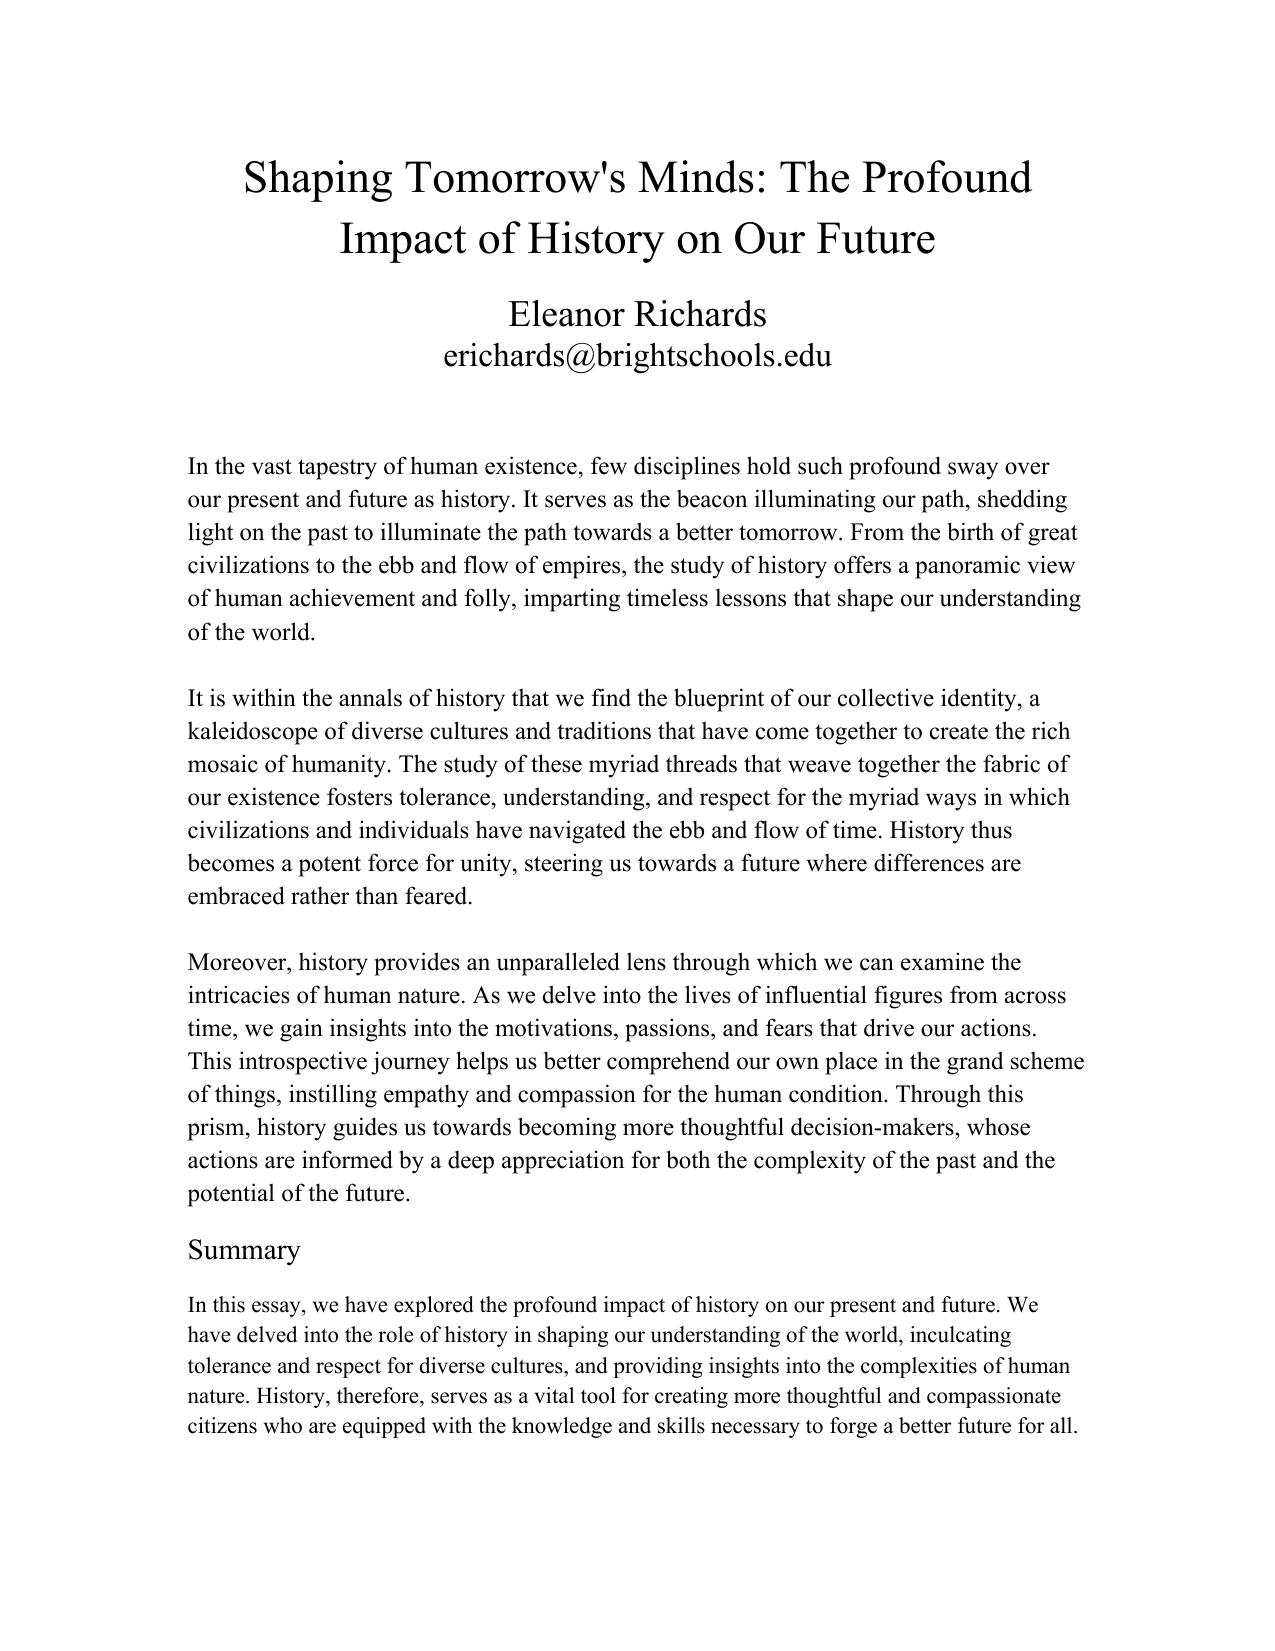 Shaping Tomorrow's Minds: The Profound
Impact of History on Our Future
Eleanor Richards
erichards@brightschools.edu
In the vast tapestry of human existence, few disciplines hold such profound sway over
our present and future as history. It serves as the beacon illuminating our path, shedding
light on the past to illuminate the path towards a better tomorrow. From the birth of great
civilizations to the ebb and flow of empires, the study of history offers a panoramic view
of human achievement and folly, imparting timeless lessons that shape our understanding
of the world.
It is within the annals of history that we find the blueprint of our collective identity, a
kaleidoscope of diverse cultures and traditions that have come together to create the rich
mosaic of humanity. The study of these myriad threads that weave together the fabric of
our existence fosters tolerance, understanding, and respect for the myriad ways in which
civilizations and individuals have navigated the ebb and flow of time. History thus
becomes a potent force for unity, steering us towards a future where differences are
embraced rather than feared.
Moreover, history provides an unparalleled lens through which we can examine the
intricacies of human nature. As we delve into the lives of influential figures from across
time, we gain insights into the motivations, passions, and fears that drive our actions.
This introspective journey helps us better comprehend our own place in the grand scheme
of things, instilling empathy and compassion for the human condition. Through this
prism, history guides us towards becoming more thoughtful decision-makers, whose
actions are informed by a deep appreciation for both the complexity of the past and the
potential of the future.
Summary
In this essay, we have explored the profound impact of history on our present and future. We
have delved into the role of history in shaping our understanding of the world, inculcating
tolerance and respect for diverse cultures, and providing insights into the complexities of human
nature. History, therefore, serves as a vital tool for creating more thoughtful and compassionate
citizens who are equipped with the knowledge and skills necessary to forge a better future for all.